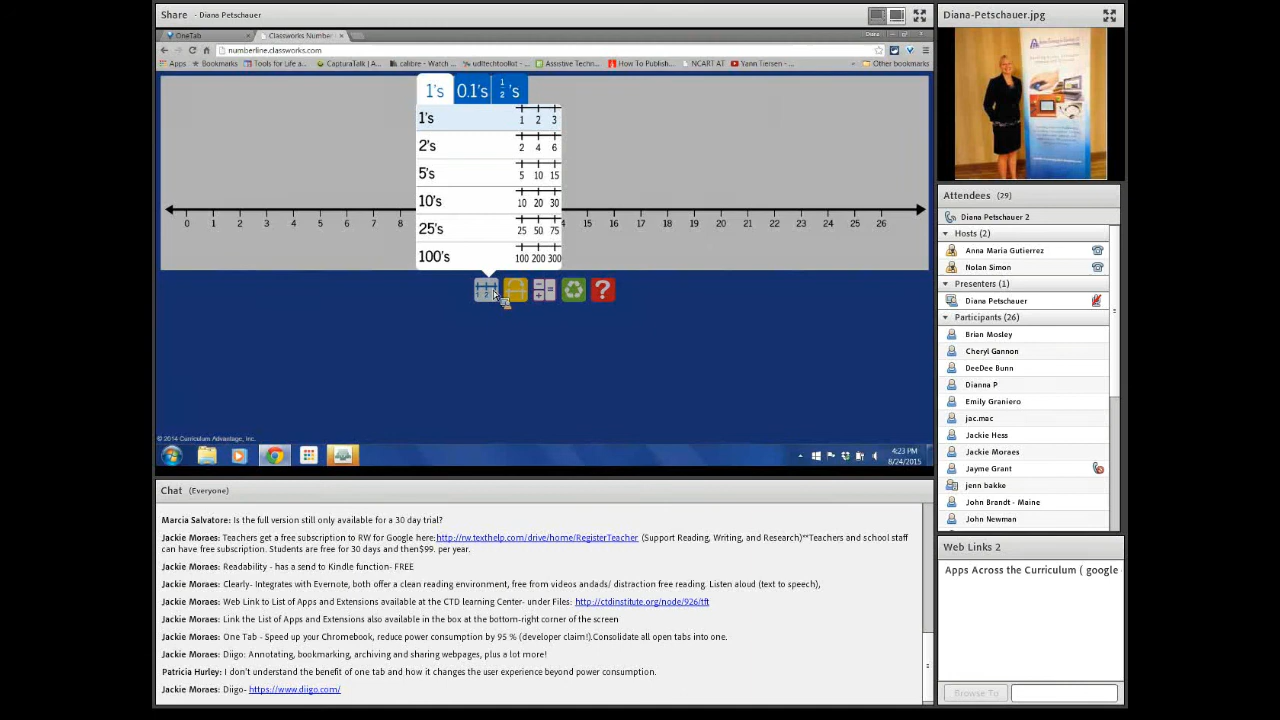 Share - Diana Petschauer
OneTab
Classworks Number
Diana
numberline.classworks.com
Apps
Bookmarks
Tools for Life a...
CapturaTalk | A...
calibre - Watch ...
udltechtoolkit - ...
Assistive Techn...
How To Publish...
NCART AT
Yann Tiersen - ...
Other bookmarks
1's
0.1's
1/2's
1's 1 2 3
2's 2 4 6
5's 5 10 15
10's 10 20 30
25's 25 50 75
100's 100 200 300
0 1 2 3 4 5 6 7 8 4 15 16 17 18 19 20 21 22 23 24 25 26
?
© 2014 Curriculum Advantage, Inc.
4:23 PM
8/24/2015
Chat (Everyone)
Marcia Salvatore: Is the full version still only available for a 30 day trial?
Jackie Moraes: Teachers get a free subscription to RW for Google here:http://rw.texthelp.com/drive/home/RegisterTeacher (Support Reading, Writing, and Research)**Teachers and school staff
can have free subscription. Students are free for 30 days and then$99. per year.
Jackie Moraes: Readability - has a send to Kindle function- FREE
Jackie Moraes: Clearly- Integrates with Evernote, both offer a clean reading environment, free from videos andads/ distraction free reading. Listen aloud (text to speech),
Jackie Moraes: Web Link to List of Apps and Extensions available at the CTD learning Center- under Files: http://ctdinstitute.org/node/926/tft
Jackie Moraes: Link the List of Apps and Extensions also available in the box at the bottom-right corner of the screen
Jackie Moraes: One Tab - Speed up your Chromebook, reduce power consumption by 95 % (developer claim!).Consolidate all open tabs into one.
Jackie Moraes: Diigo: Annotating, bookmarking, archiving and sharing webpages, plus a lot more!
Patricia Hurley: I don't understand the benefit of one tab and how it changes the user experience beyond power consumption.
Jackie Moraes: Diigo- https://www.diigo.com/
Diana-Petschauer.jpg
Attendees (29)
Diana Petschauer 2
Hosts (2)
Anna Maria Gutierrez
Nolan Simon
Presenters (1)
Diana Petschauer
Participants (26)
Brian Mosley
Cheryl Gannon
DeeDee Bunn
Dianna P
Emily Graniero
jac.mac
Jackie Hess
Jackie Moraes
Jayme Grant
jenn bakke
John Brandt - Maine
John Newman
Web Links 2
Apps Across the Curriculum ( google
Browse To